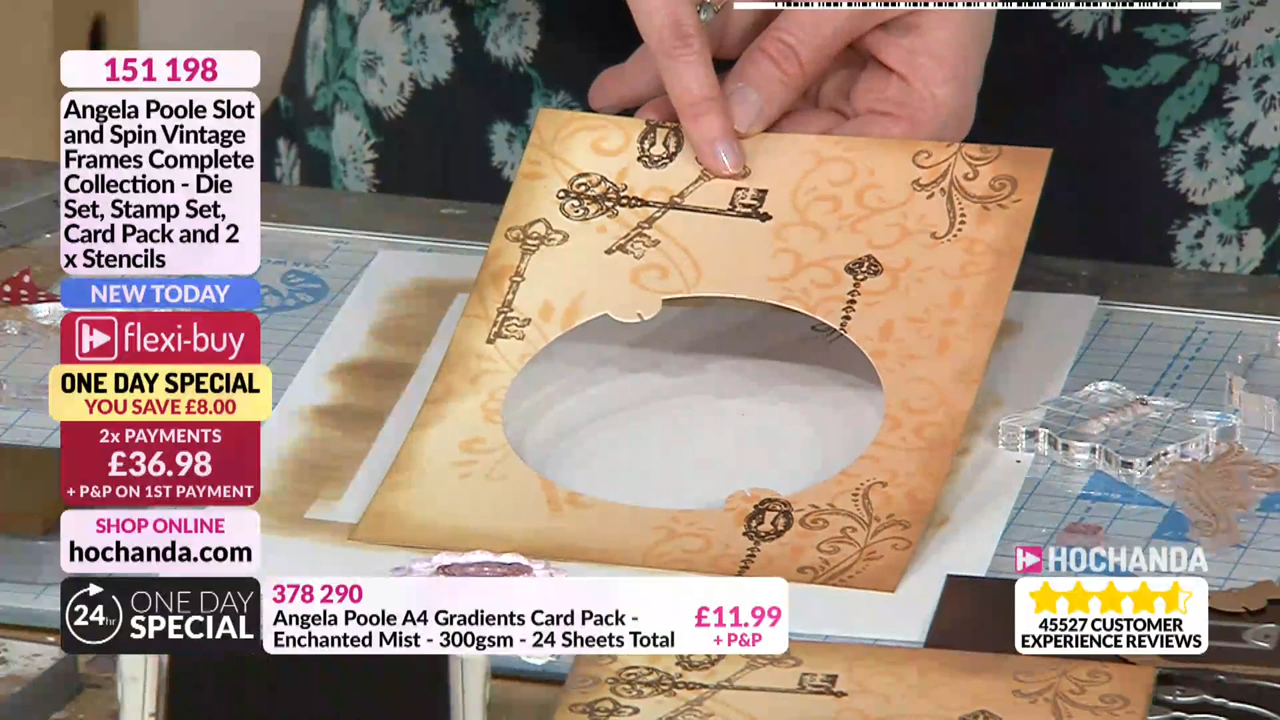 151 198
Angela Poole Slot
and Spin Vintage
Frames Complete
Collection - Die
Set, Stamp Set,
Card Pack and 2
x Stencils
NEW TODAY
flexi-buy
ONE DAY SPECIAL
YOU SAVE £8.00
2x PAYMENTS
£36.98
+ P&P ON 1ST PAYMENT
SHOP ONLINE
hochanda.com
24hr ONE DAY
SPECIAL
378 290
Angela Poole A4 Gradients Card Pack -
Enchanted Mist - 300gsm - 24 Sheets Total
£11.99
+ P&P
HOCHANDA
45527 CUSTOMER
EXPERIENCE REVIEWS